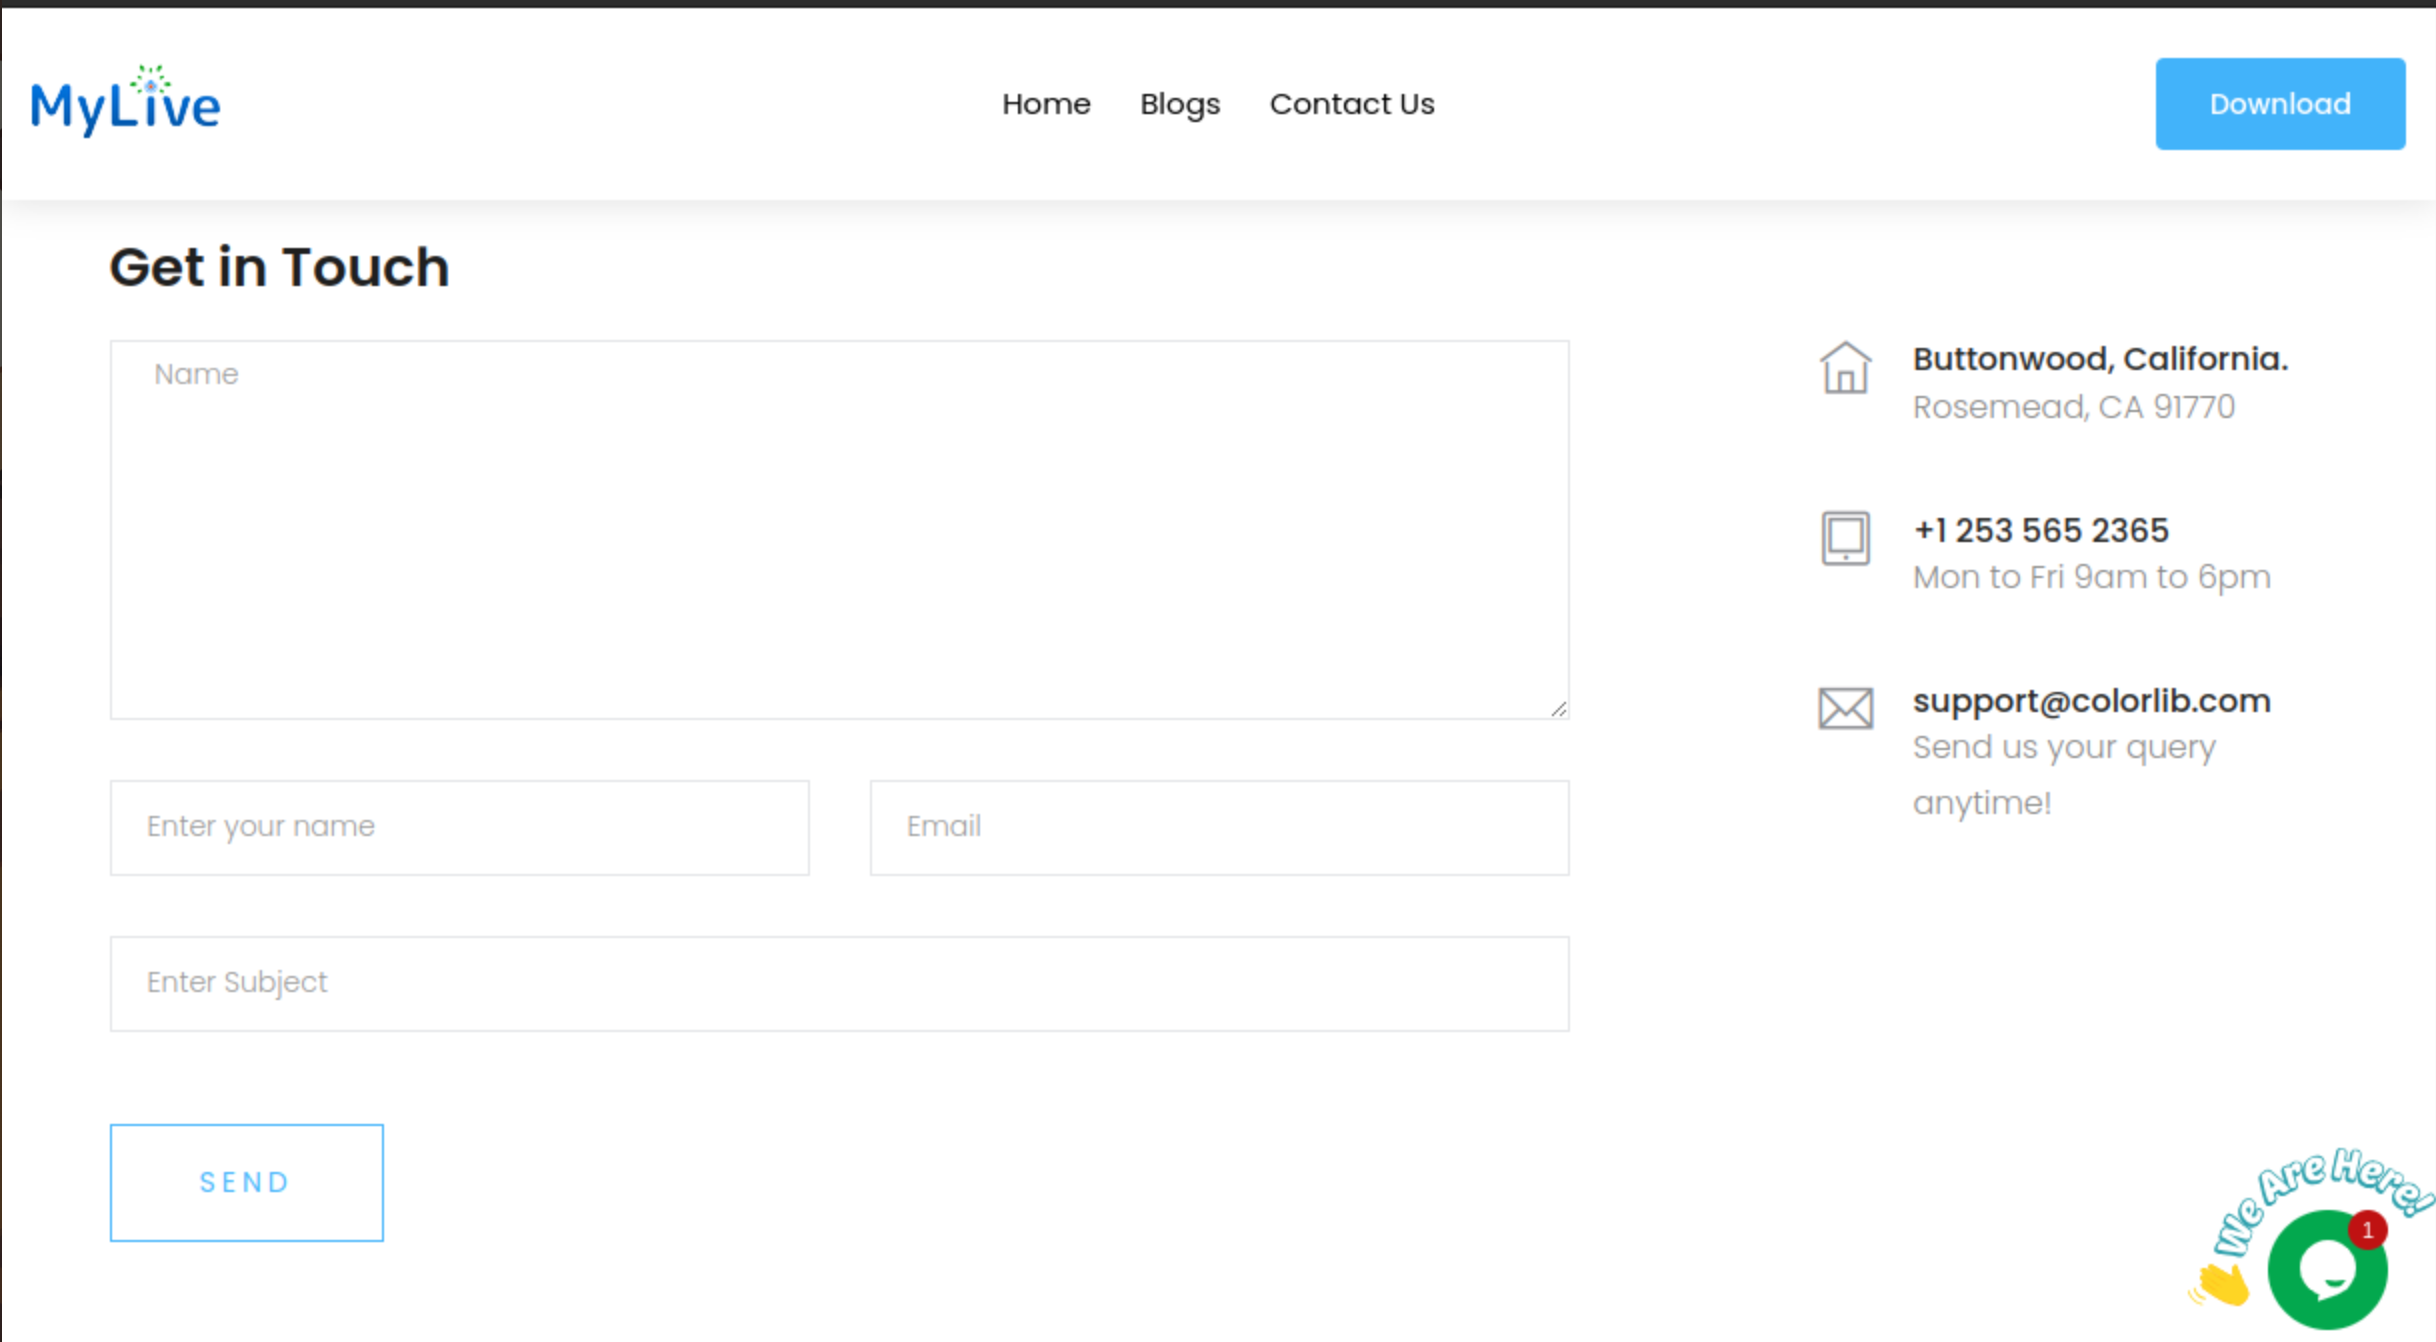 MyLive
Home
Blogs
Contact Us
Download
Get in Touch
Name
Enter your name
Email
Enter Subject
SEND
Buttonwood, California.
Rosemead, CA 91770
+1 253 565 2365
Mon to Fri 9am to 6pm
support@colorlib.com
Send us your query
anytime!
We Are Here!
1